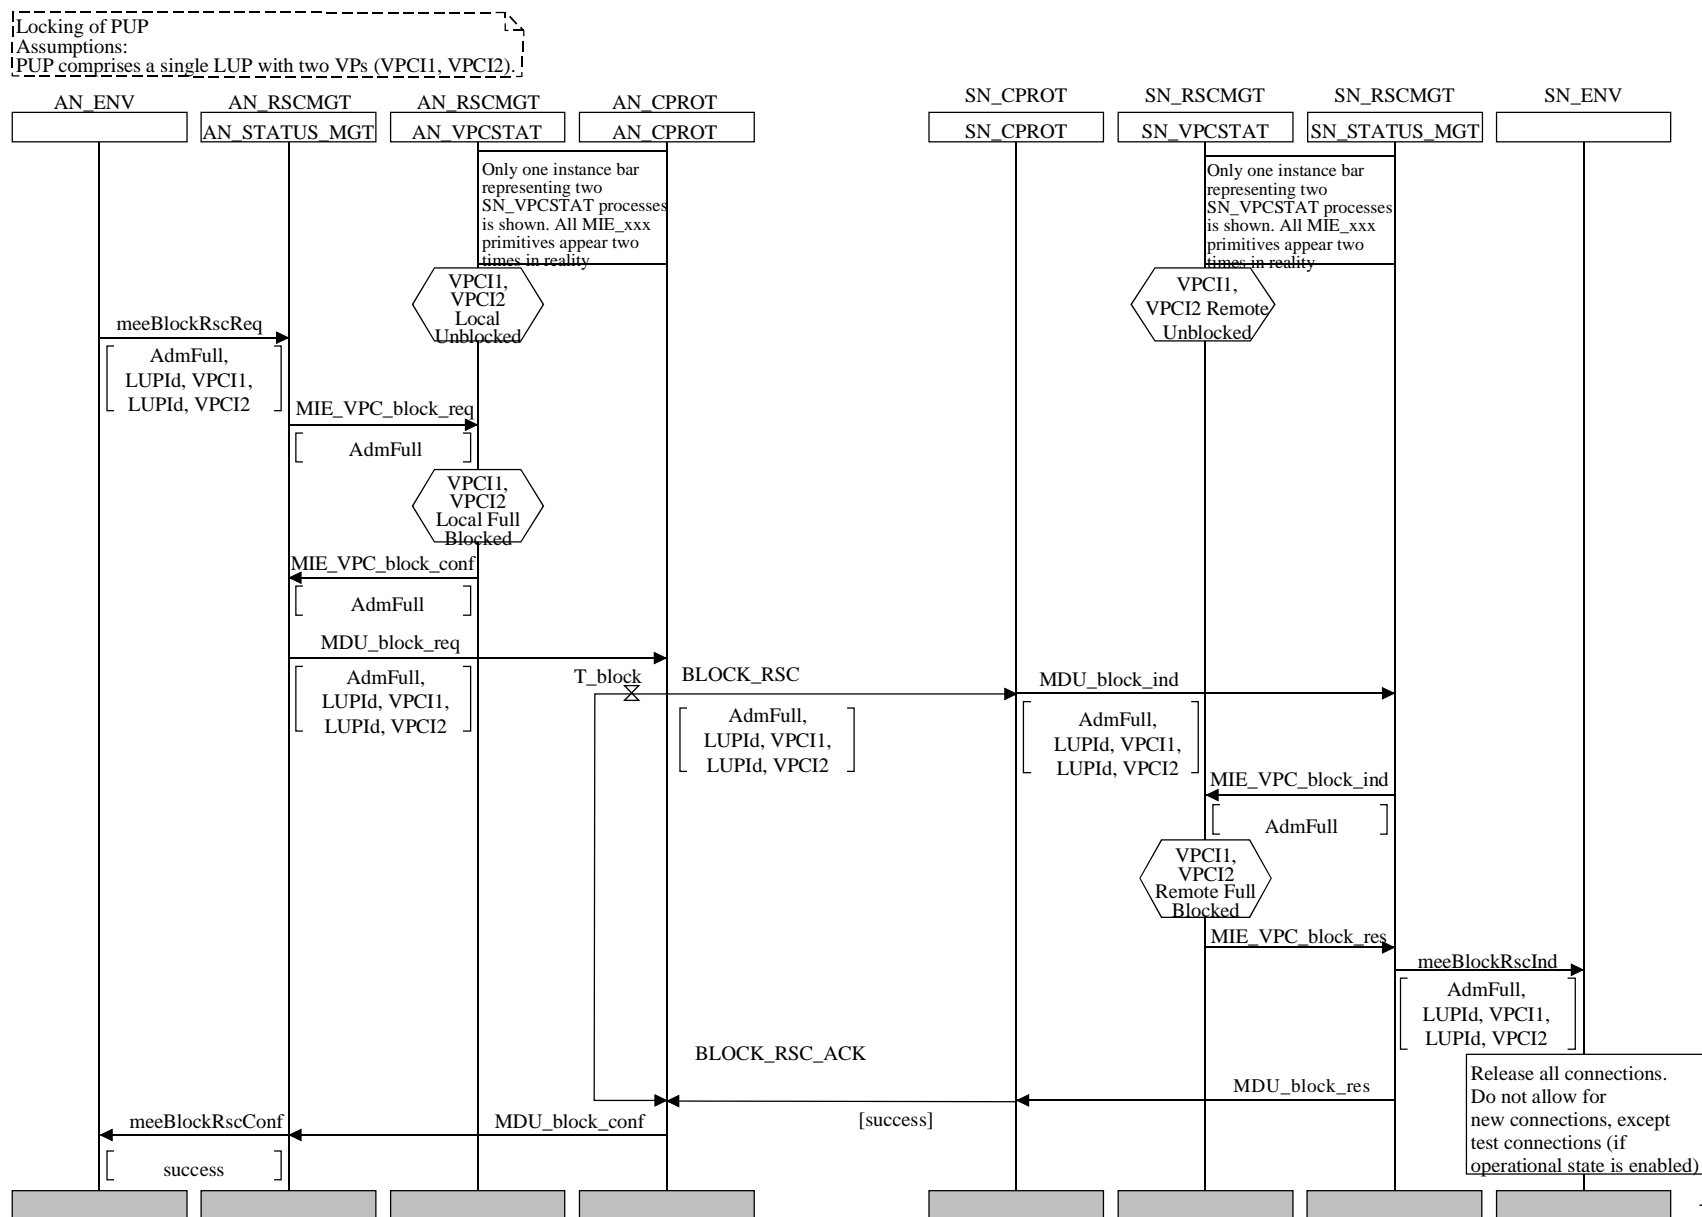 Locking of PUP
Assumptions:
PUP comprises a single LUP with two VPs (VPCI1, VPCI2).
AN_ENV
AN_RSCMGT
AN_RSCMGT
AN_CPROT
SN_CPROT
SN_RSCMGT
SN_RSCMGT
SN_ENV
AN_STATUS_MGT
AN_VPCSTAT
AN_CPROT
SN_CPROT
SN_VPCSTAT
SN_STATUS_MGT
Only one instance bar
representing two
SN_VPCSTAT processes
is shown. All MIE_xxx
primitives appear two
times in reality
Only one instance bar
representing two
SN_VPCSTAT processes
is shown. All MIE_xxx
primitives appear two
times in reality
VPCI1,
VPCI2
Local
Unblocked
VPCI1,
VPCI2 Remote
Unblocked
meeBlockRscReq
AdmFull,
LUPId, VPCI1,
LUPId, VPCI2
MIE_VPC_block_req
AdmFull
VPCI1,
VPCI2
Local Full
Blocked
MIE_VPC_block_conf
AdmFull
MDU_block_req
AdmFull,
LUPId, VPCI1,
LUPId, VPCI2
T_block
BLOCK_RSC
AdmFull,
LUPId, VPCI1,
LUPId, VPCI2
MDU_block_ind
AdmFull,
LUPId, VPCI1,
LUPId, VPCI2
MIE_VPC_block_ind
AdmFull
VPCI1,
VPCI2
Remote Full
Blocked
MIE_VPC_block_res
meeBlockRscInd
AdmFull,
LUPId, VPCI1,
LUPId, VPCI2
BLOCK_RSC_ACK
Release all connections.
Do not allow for
new connections, except
test connections (if
operational state is enabled)
MDU_block_res
[success]
meeBlockRscConf
MDU_block_conf
success